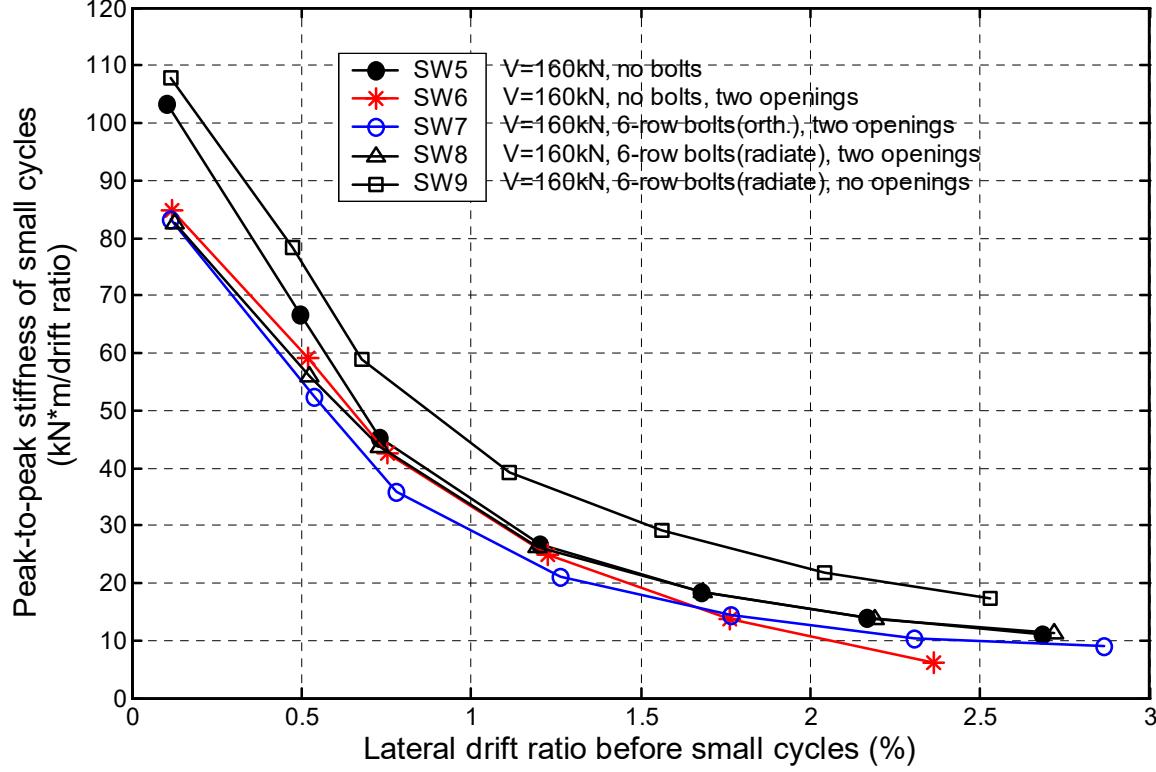 120
110
100
90
80
70
60
50
40
30
20
10
0
Peak-to-peak stiffness of small cycles
(kN*m/drift ratio)
SW5 V=160kN, no bolts
SW6 V=160kN, no bolts, two openings
SW7 V=160kN, 6-row bolts(orth.), two openings
SW8 V=160kN, 6-row bolts(radiate), two openings
SW9 V=160kN, 6-row bolts(radiate), no openings
0 0.5 1 1.5 2 2.5 3
Lateral drift ratio before small cycles (%)